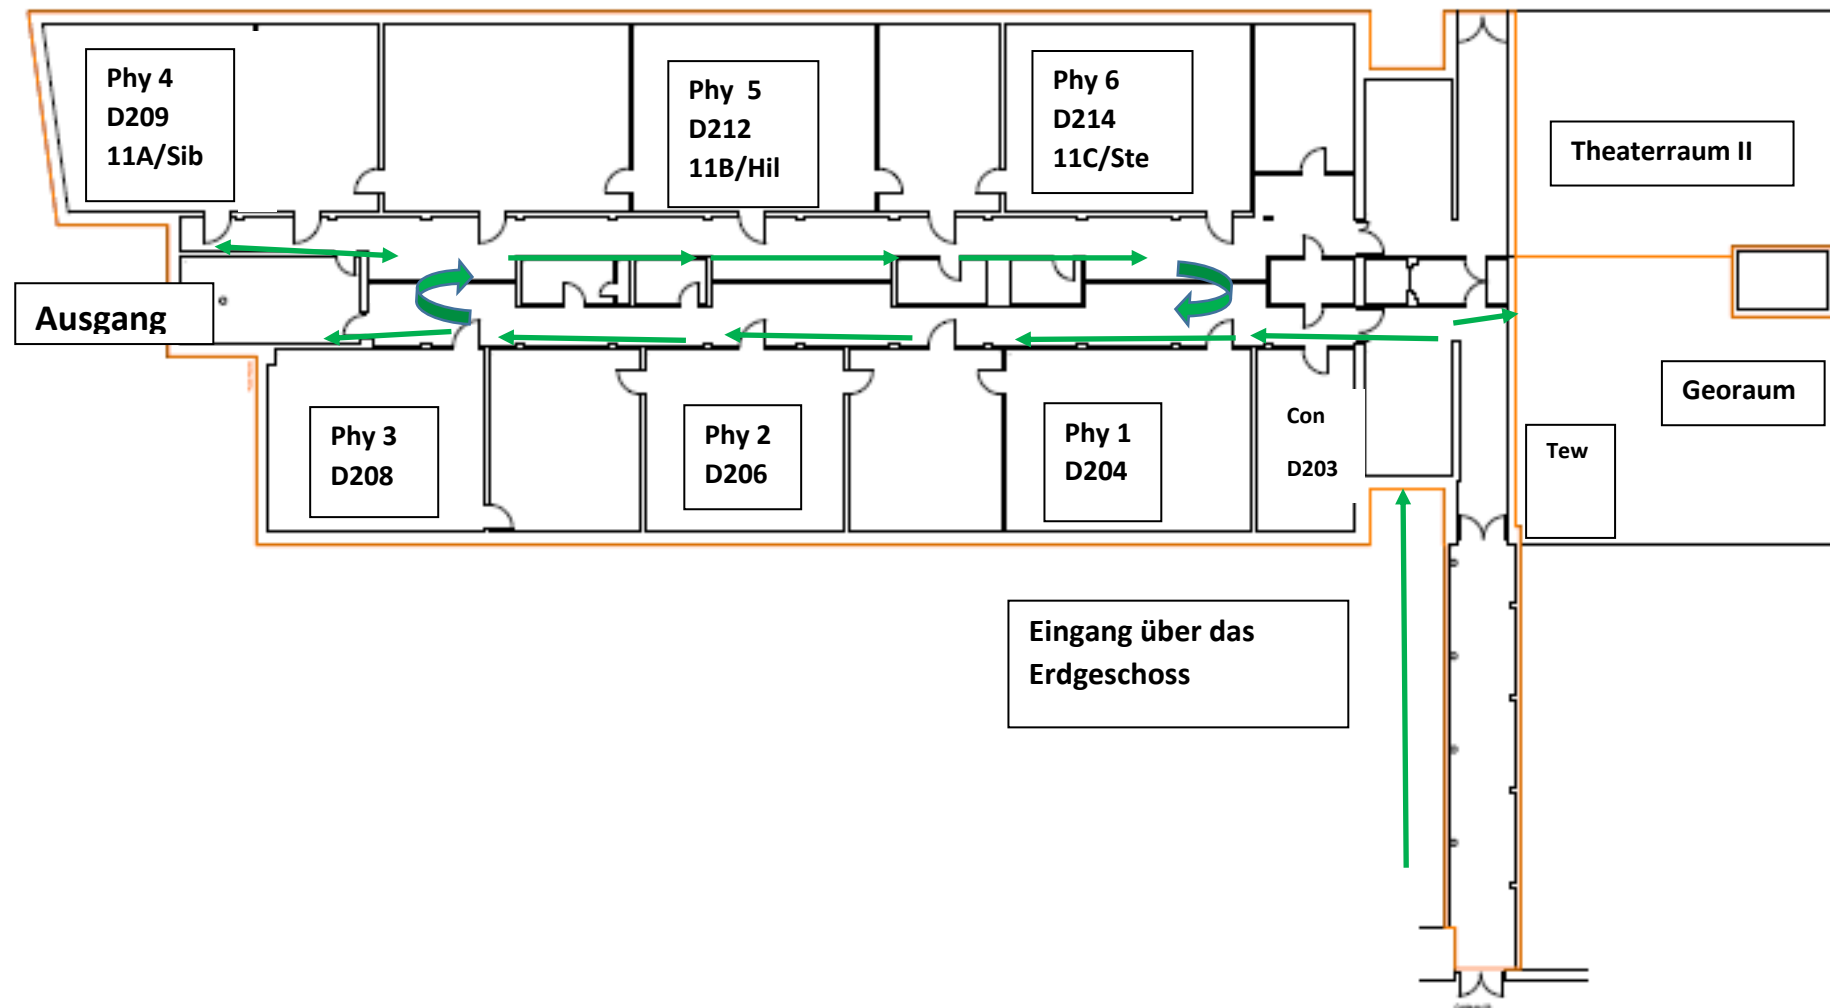 Phy 4
D209
11A/Sib
Phy 5
D212
11B/Hil
Phy 6
D214
11C/Ste
Theaterraum II
Ausgang
Georaum
Phy 3
D208
Phy 2
D206
Phy 1
D204
Con
D203
Tew
Eingang über das
Erdgeschoss